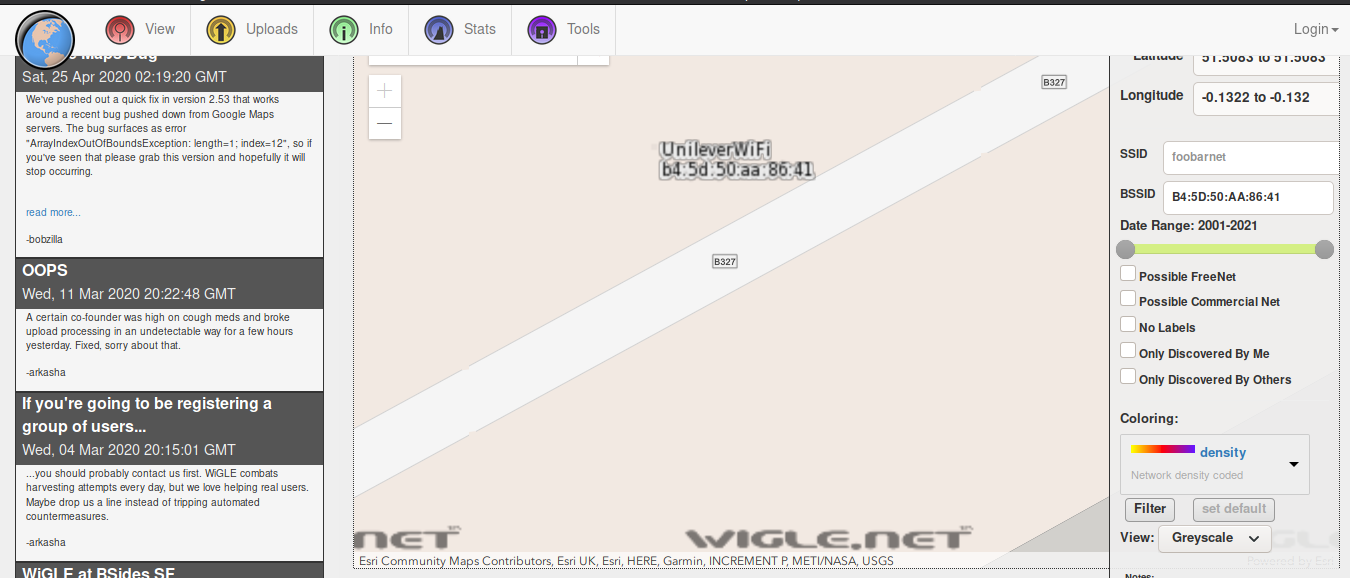 View
Uploads
Info
Stats
Tools
Login
Maps Bug
Sat, 25 Apr 2020 02:19:20 GMT
We've pushed out a quick fix in version 2.53 that works
around a recent bug pushed down from Google Maps
servers. The bug surfaces as error
"ArrayIndexOutOfBoundsException: length=1; index=12", so if
you've seen that please grab this version and hopefully it will
stop occurring.
read more...
-bobzilla
OOPS
Wed, 11 Mar 2020 20:22:48 GMT
A certain co-founder was high on cough meds and broke
upload processing in an undetectable way for a few hours
yesterday. Fixed, sorry about that.
-arkasha
If you're going to be registering a
group of users...
Wed, 04 Mar 2020 20:15:01 GMT
...you should probably contact us first. WiGLE combats
harvesting attempts every day, but we love helping real users.
Maybe drop us a line instead of tripping automated
countermeasures.
-arkasha
WiGLE at BSides SF
B327
UnileverWiFi
b4:5d:50:aa:86:41
B327
.NET
WIGLE.NET
Esri Community Maps Contributors, Esri UK, Esri, HERE, Garmin, INCREMENT P, METI/NASA, USGS
Latitude
51.5083 to 51.5083
Longitude
-0.1322 to -0.132
SSID
foobarnet
BSSID
B4:5D:50:AA:86:41
Date Range: 2001-2021
Possible FreeNet
Possible Commercial Net
No Labels
Only Discovered By Me
Only Discovered By Others
Coloring:
density
Network density coded
Filter
set default
View:
Greyscale
Powered by Esri
Notes: